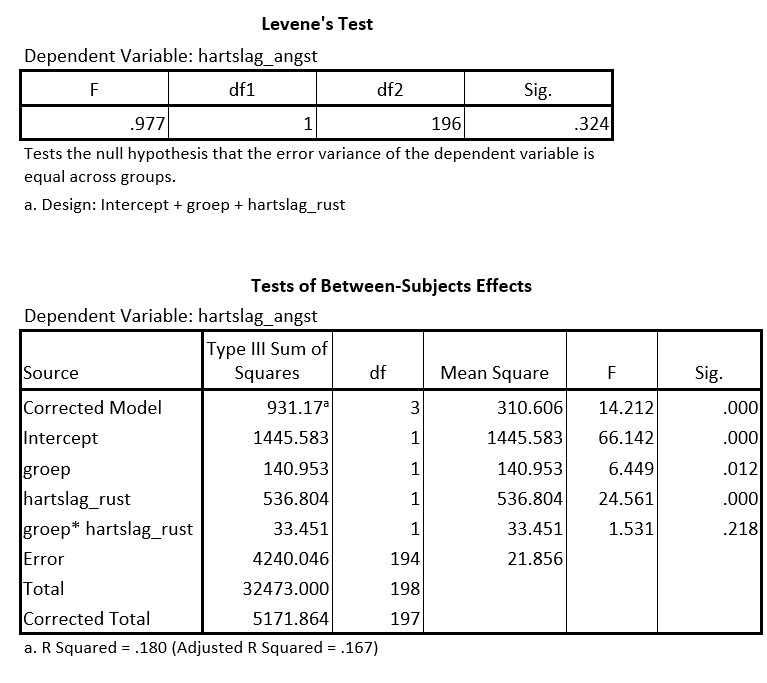 Levene's Test
Dependent Variable: hartslag_angst
F df1 df2 Sig.
.977 1 196 .324
Tests the null hypothesis that the error variance of the dependent variable is
equal across groups.
a. Design: Intercept + groep + hartslag_rust
Tests of Between-Subjects Effects
Dependent Variable: hartslag_angst
Type III Sum of
Source Squares df Mean Square F Sig.
Corrected Model 931.17ª 3 310.606 14.212 .000
Intercept 1445.583 1 1445.583 66.142 .000
groep 140.953 1 140.953 6.449 .012
hartslag_rust 536.804 1 536.804 24.561 .000
groep* hartslag_rust 33.451 1 33.451 1.531 .218
Error 4240.046 194 21.856
Total 32473.000 198
Corrected Total 5171.864 197
a. R Squared = .180 (Adjusted R Squared = .167)